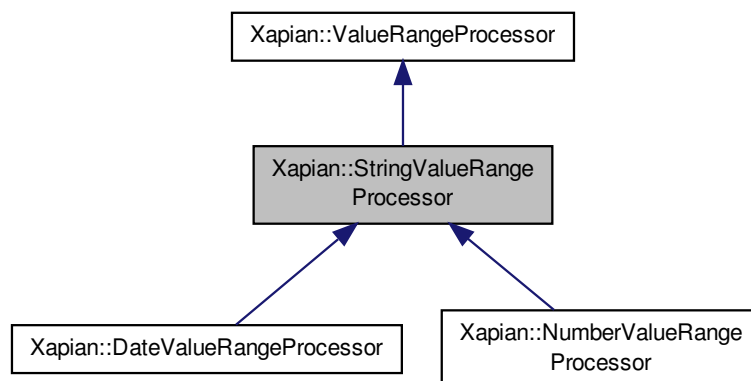 Xapian::ValueRangeProcessor
Xapian::StringValueRange
Processor
Xapian::DateValueRangeProcessor
Xapian::NumberValueRange
Processor